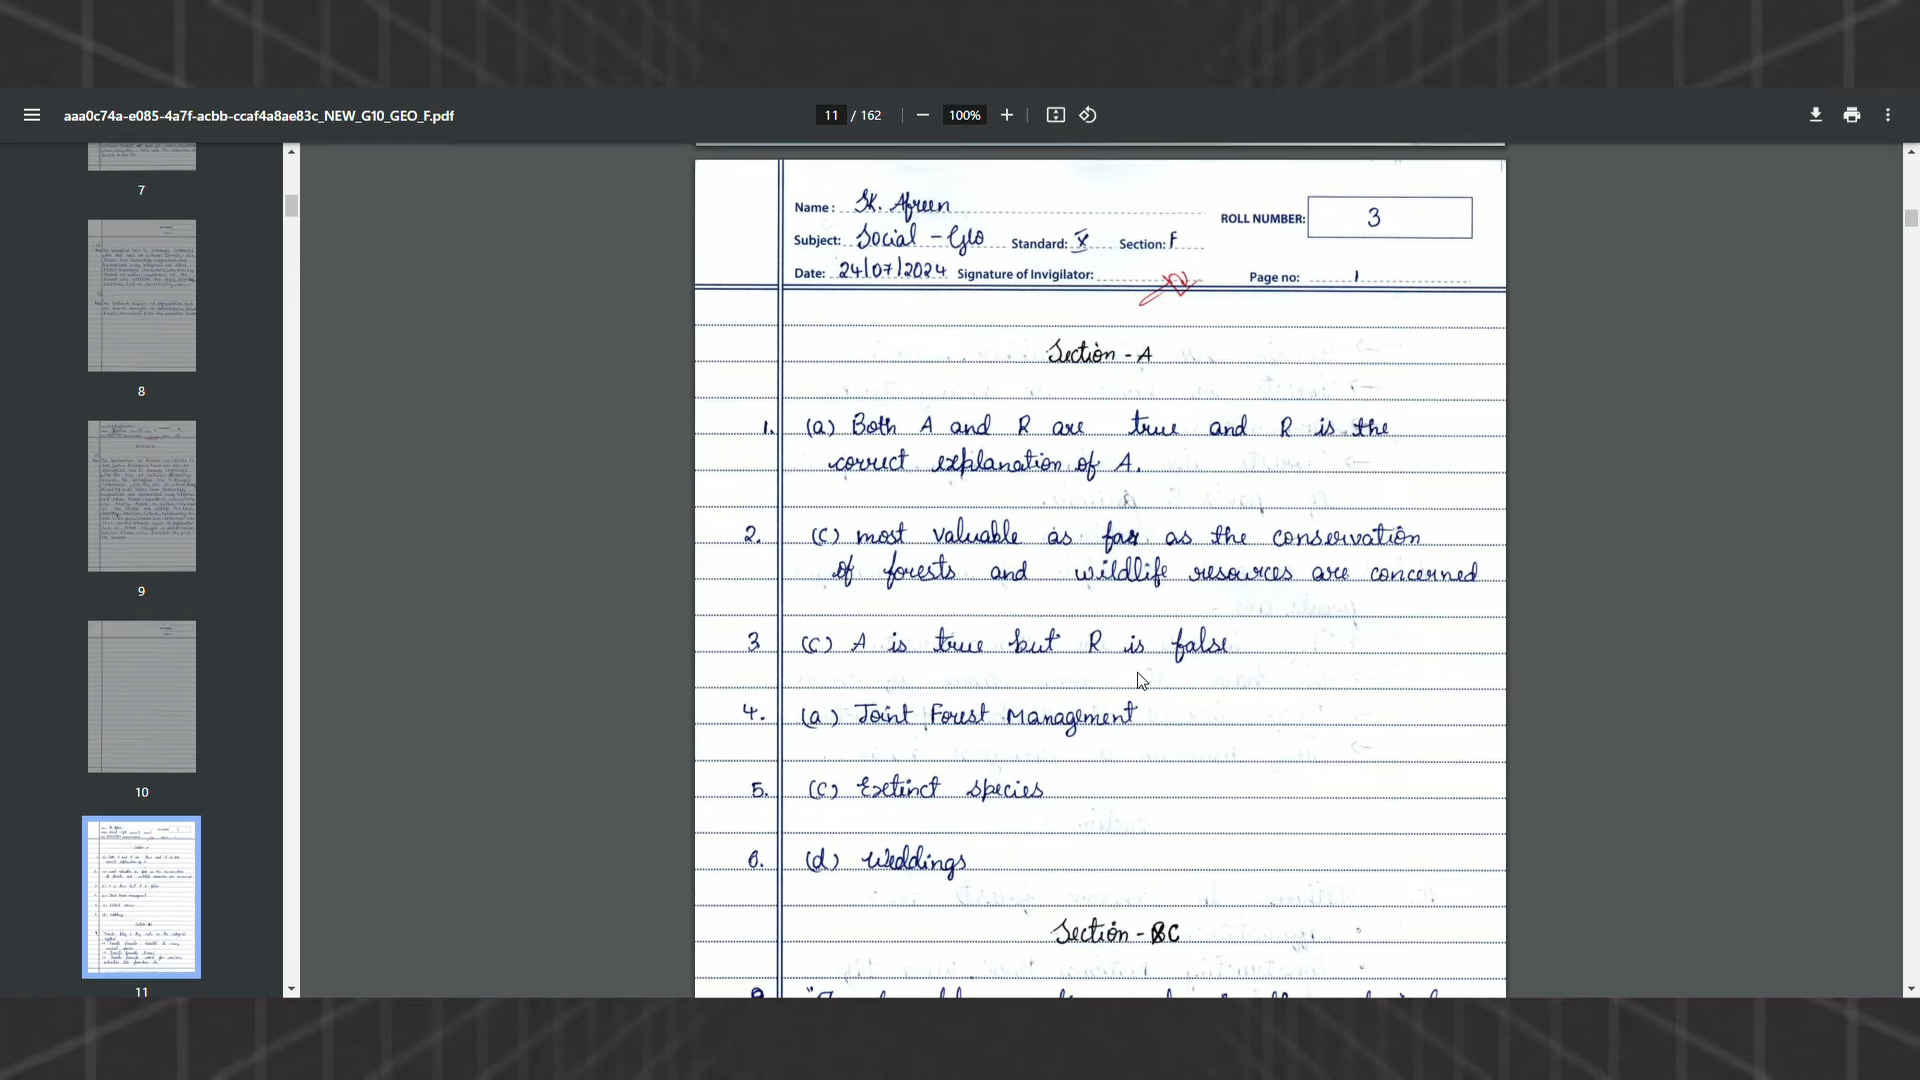 aaa0c74a-e085-4a7f-acbb-ccaf4a8ae83c_NEW_G10_GEO_F.pdf
11 / 162
100%
7
8
9
10
11
Name: Sk. Afreen
ROLL NUMBER: 3
Subject: Social - Geo Standard: X Section: F
Date: 24/07/2024 Signature of Invigilator:
Page no: 1
Section - A
1. (a) Both A and R are true and R is the
correct explanation of A.
2. (c) most valuable as far as the conservation
of forests and wildlife resources are concerned
3 (c) A is true but R is false
4. (a) Joint Forest Management
5. (c) Extinct species
6. (d) Weddings
Section - C